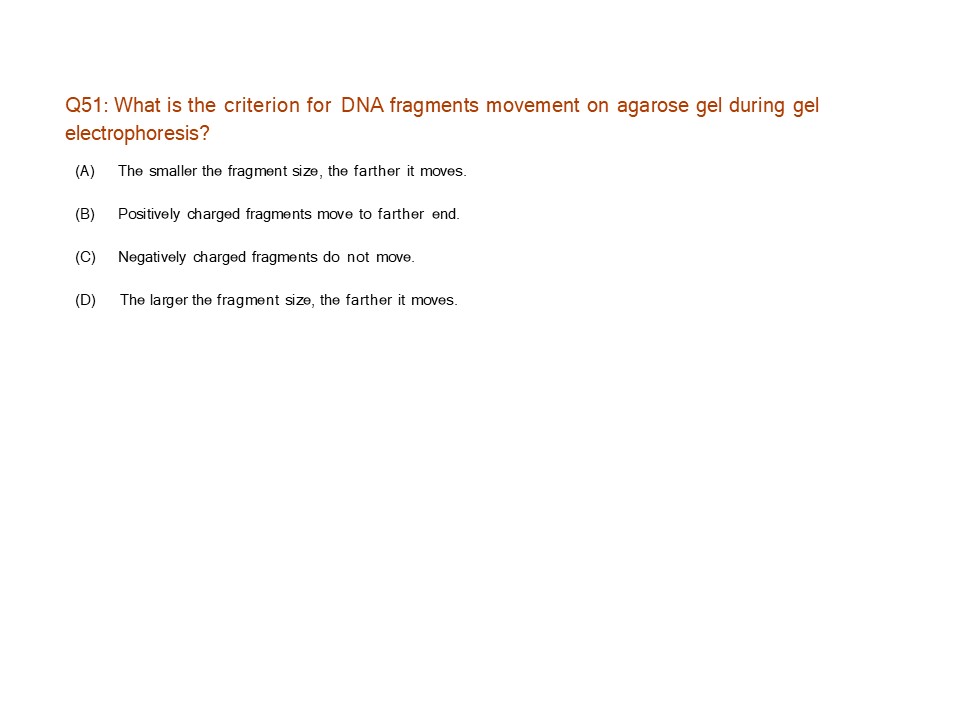 Q51: What is the criterion for DNA fragments movement on agarose gel during gel
electrophoresis?
(A) The smaller the fragment size, the farther it moves.
(B) Positively charged fragments move to farther end.
(C) Negatively charged fragments do not move.
(D) The larger the fragment size, the farther it moves.